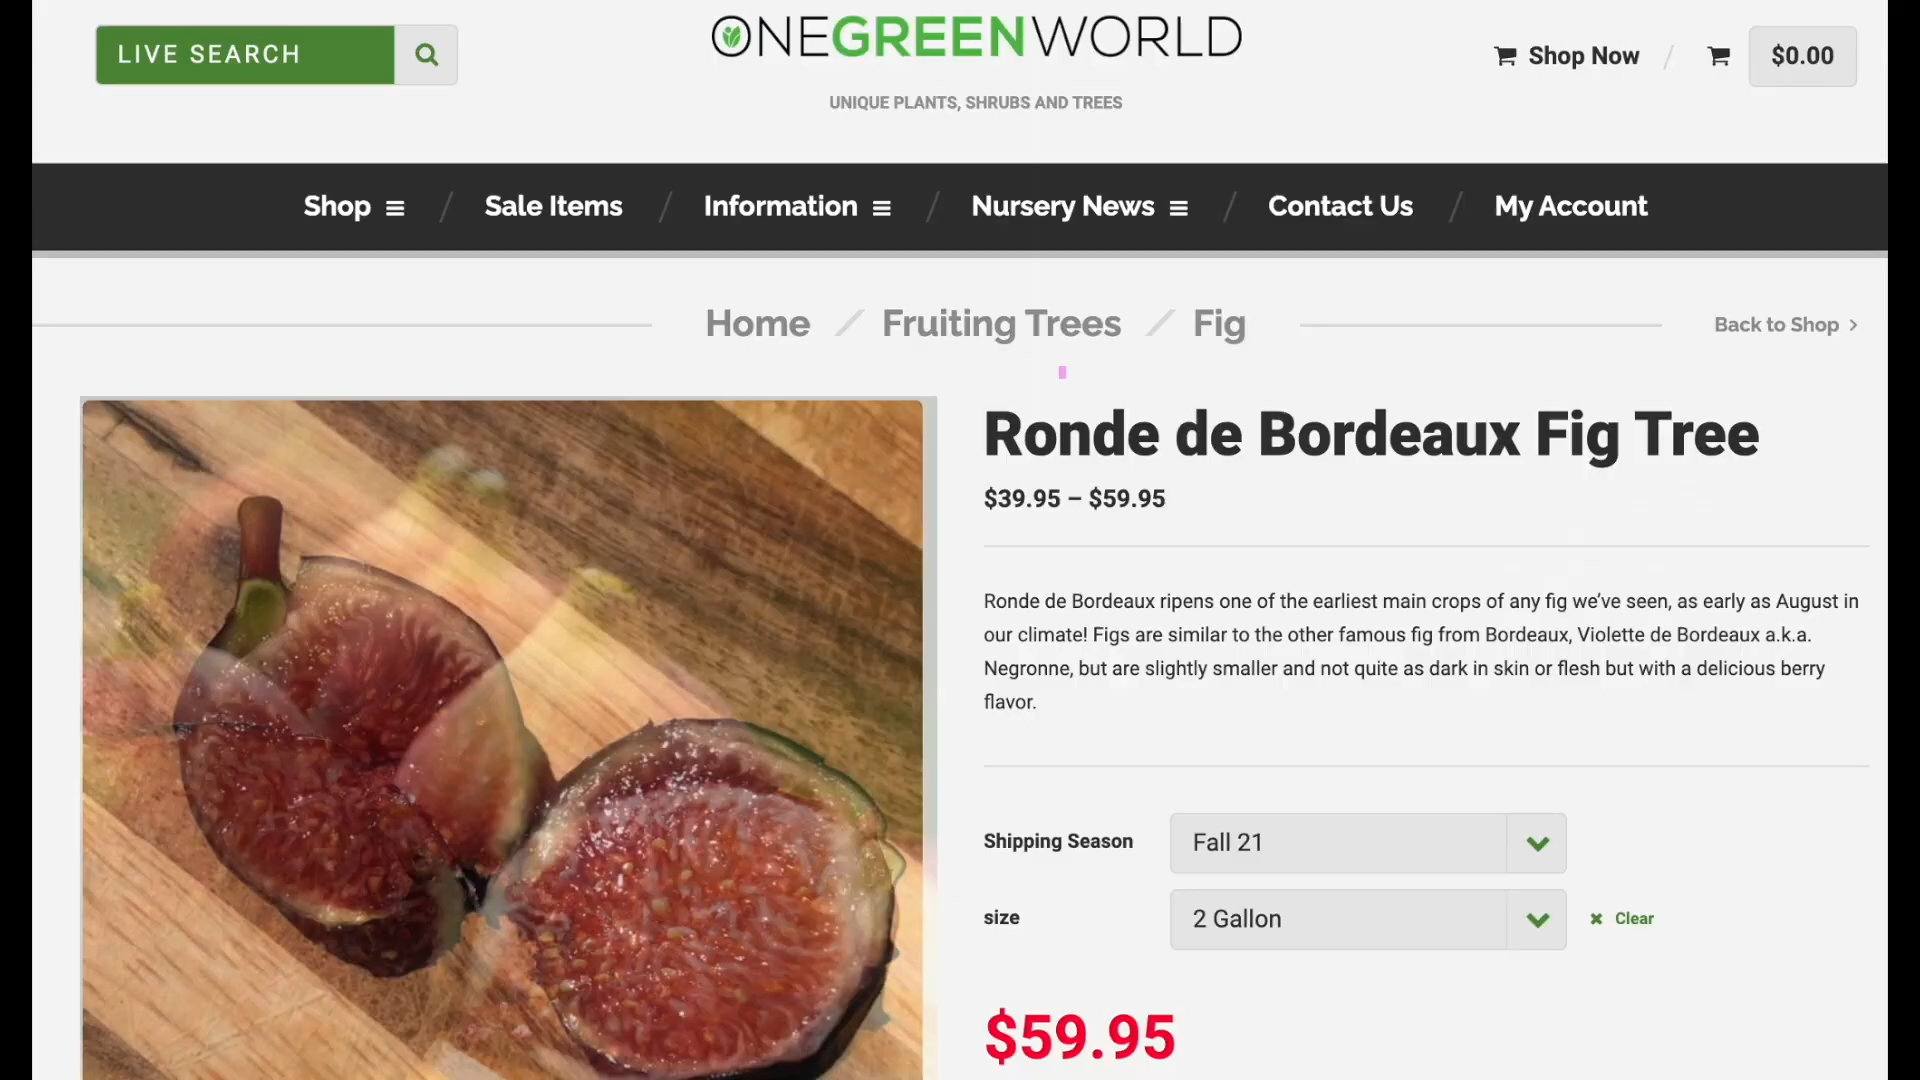 LIVE SEARCH
ONEGREENWORLD
UNIQUE PLANTS, SHRUBS AND TREES
Shop Now / $0.00
Shop / Sale Items / Information / Nursery News / Contact Us / My Account
Home / Fruiting Trees / Fig
Back to Shop
Ronde de Bordeaux Fig Tree
$39.95 – $59.95
Ronde de Bordeaux ripens one of the earliest main crops of any fig we’ve seen, as early as August in
our climate! Figs are similar to the other famous fig from Bordeaux, Violette de Bordeaux a.k.a.
Negronne, but are slightly smaller and not quite as dark in skin or flesh but with a delicious berry
flavor.
Shipping Season Fall 21
size 2 Gallon Clear
$59.95